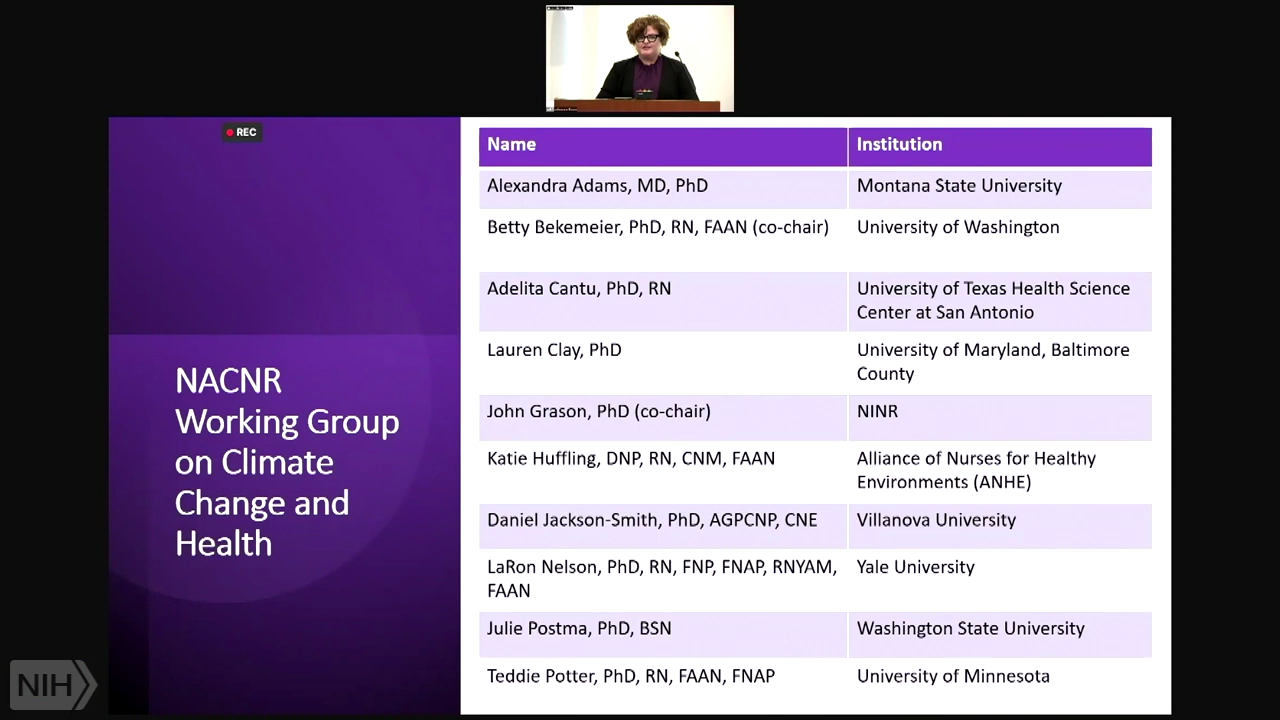 REC
Name Institution
Alexandra Adams, MD, PhD Montana State University
Betty Bekemeier, PhD, RN, FAAN (co-chair) University of Washington
Adelita Cantu, PhD, RN University of Texas Health Science
Center at San Antonio
Lauren Clay, PhD University of Maryland, Baltimore
County
John Grason, PhD (co-chair) NINR
Katie Huffling, DNP, RN, CNM, FAAN Alliance of Nurses for Healthy
Environments (ANHE)
Daniel Jackson-Smith, PhD, AGPCNP, CNE Villanova University
LaRon Nelson, PhD, RN, FNP, FNAP, RNYAM, Yale University
FAAN
Julie Postma, PhD, BSN Washington State University
Teddie Potter, PhD, RN, FAAN, FNAP University of Minnesota
NACNR
Working Group
on Climate
Change and
Health
NIH